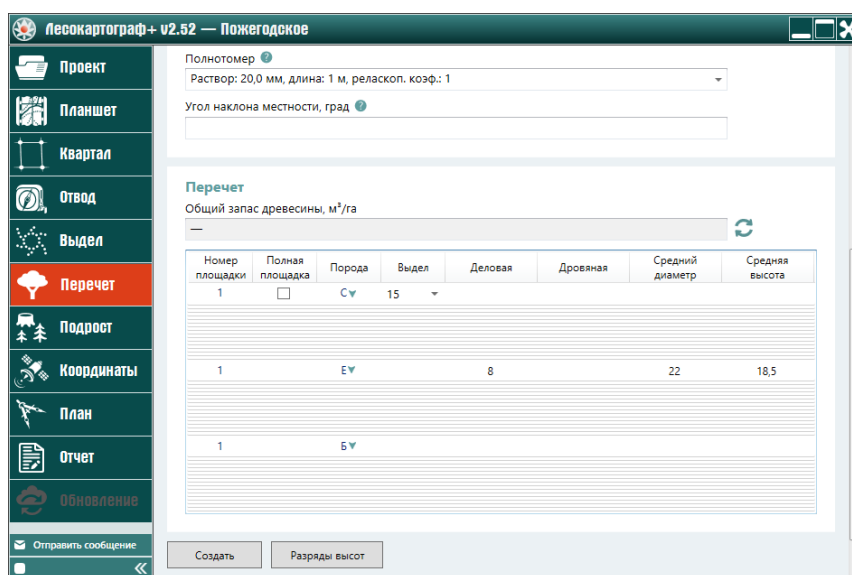 Лесокартограф+ v2.52 — Пожегодское
Проект
Планшет
Квартал
Отвод
Выдел
Перечет
Подрост
Координаты
План
Отчет
Обновление
Отправить сообщение
«
Полнотомер ?
Раствор: 20,0 мм, длина: 1 м, реласкоп. коэф.: 1
Угол наклона местности, град ?
Перечет
Общий запас древесины, м³/га
—
Номер площадки Полная площадка Порода Выдел Деловая Дровяная Средний диаметр Средняя высота
1 С 15
1 Е 8 22 18,5
1 Б
Создать Разряды высот